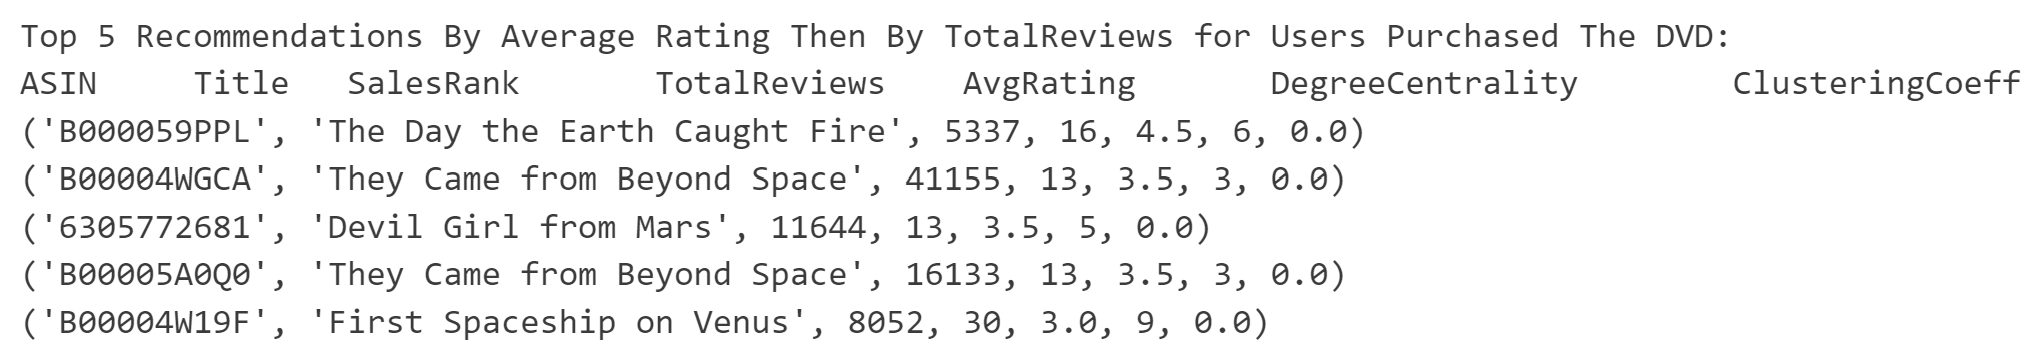 Top 5 Recommendations By Average Rating Then By TotalReviews for Users Purchased The DVD:
ASIN     Title   SalesRank       TotalReviews    AvgRating       DegreeCentrality        ClusteringCoeff
('B000059PPL', 'The Day the Earth Caught Fire', 5337, 16, 4.5, 6, 0.0)
('B00004WGCA', 'They Came from Beyond Space', 41155, 13, 3.5, 3, 0.0)
('6305772681', 'Devil Girl from Mars', 11644, 13, 3.5, 5, 0.0)
('B00005A0Q0', 'They Came from Beyond Space', 16133, 13, 3.5, 3, 0.0)
('B00004W19F', 'First Spaceship on Venus', 8052, 30, 3.0, 9, 0.0)